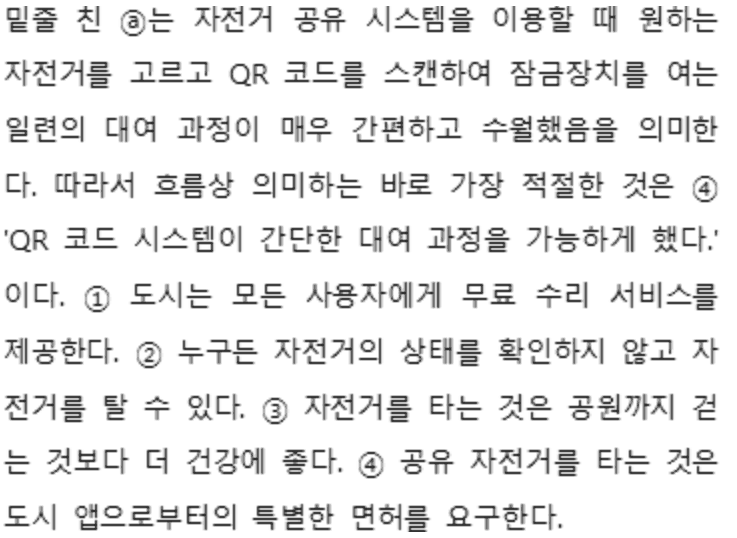 밑줄 친 ⓐ는 자전거 공유 시스템을 이용할 때 원하는
자전거를 고르고 QR 코드를 스캔하여 잠금장치를 여는
일련의 대여 과정이 매우 간편하고 수월했음을 의미한
다. 따라서 흐름상 의미하는 바로 가장 적절한 것은 ④
'QR 코드 시스템이 간단한 대여 과정을 가능하게 했다.'
이다. ① 도시는 모든 사용자에게 무료 수리 서비스를
제공한다. ② 누구든 자전거의 상태를 확인하지 않고 자
전거를 탈 수 있다. ③ 자전거를 타는 것은 공원까지 걷
는 것보다 더 건강에 좋다. ④ 공유 자전거를 타는 것은
도시 앱으로부터의 특별한 면허를 요구한다.